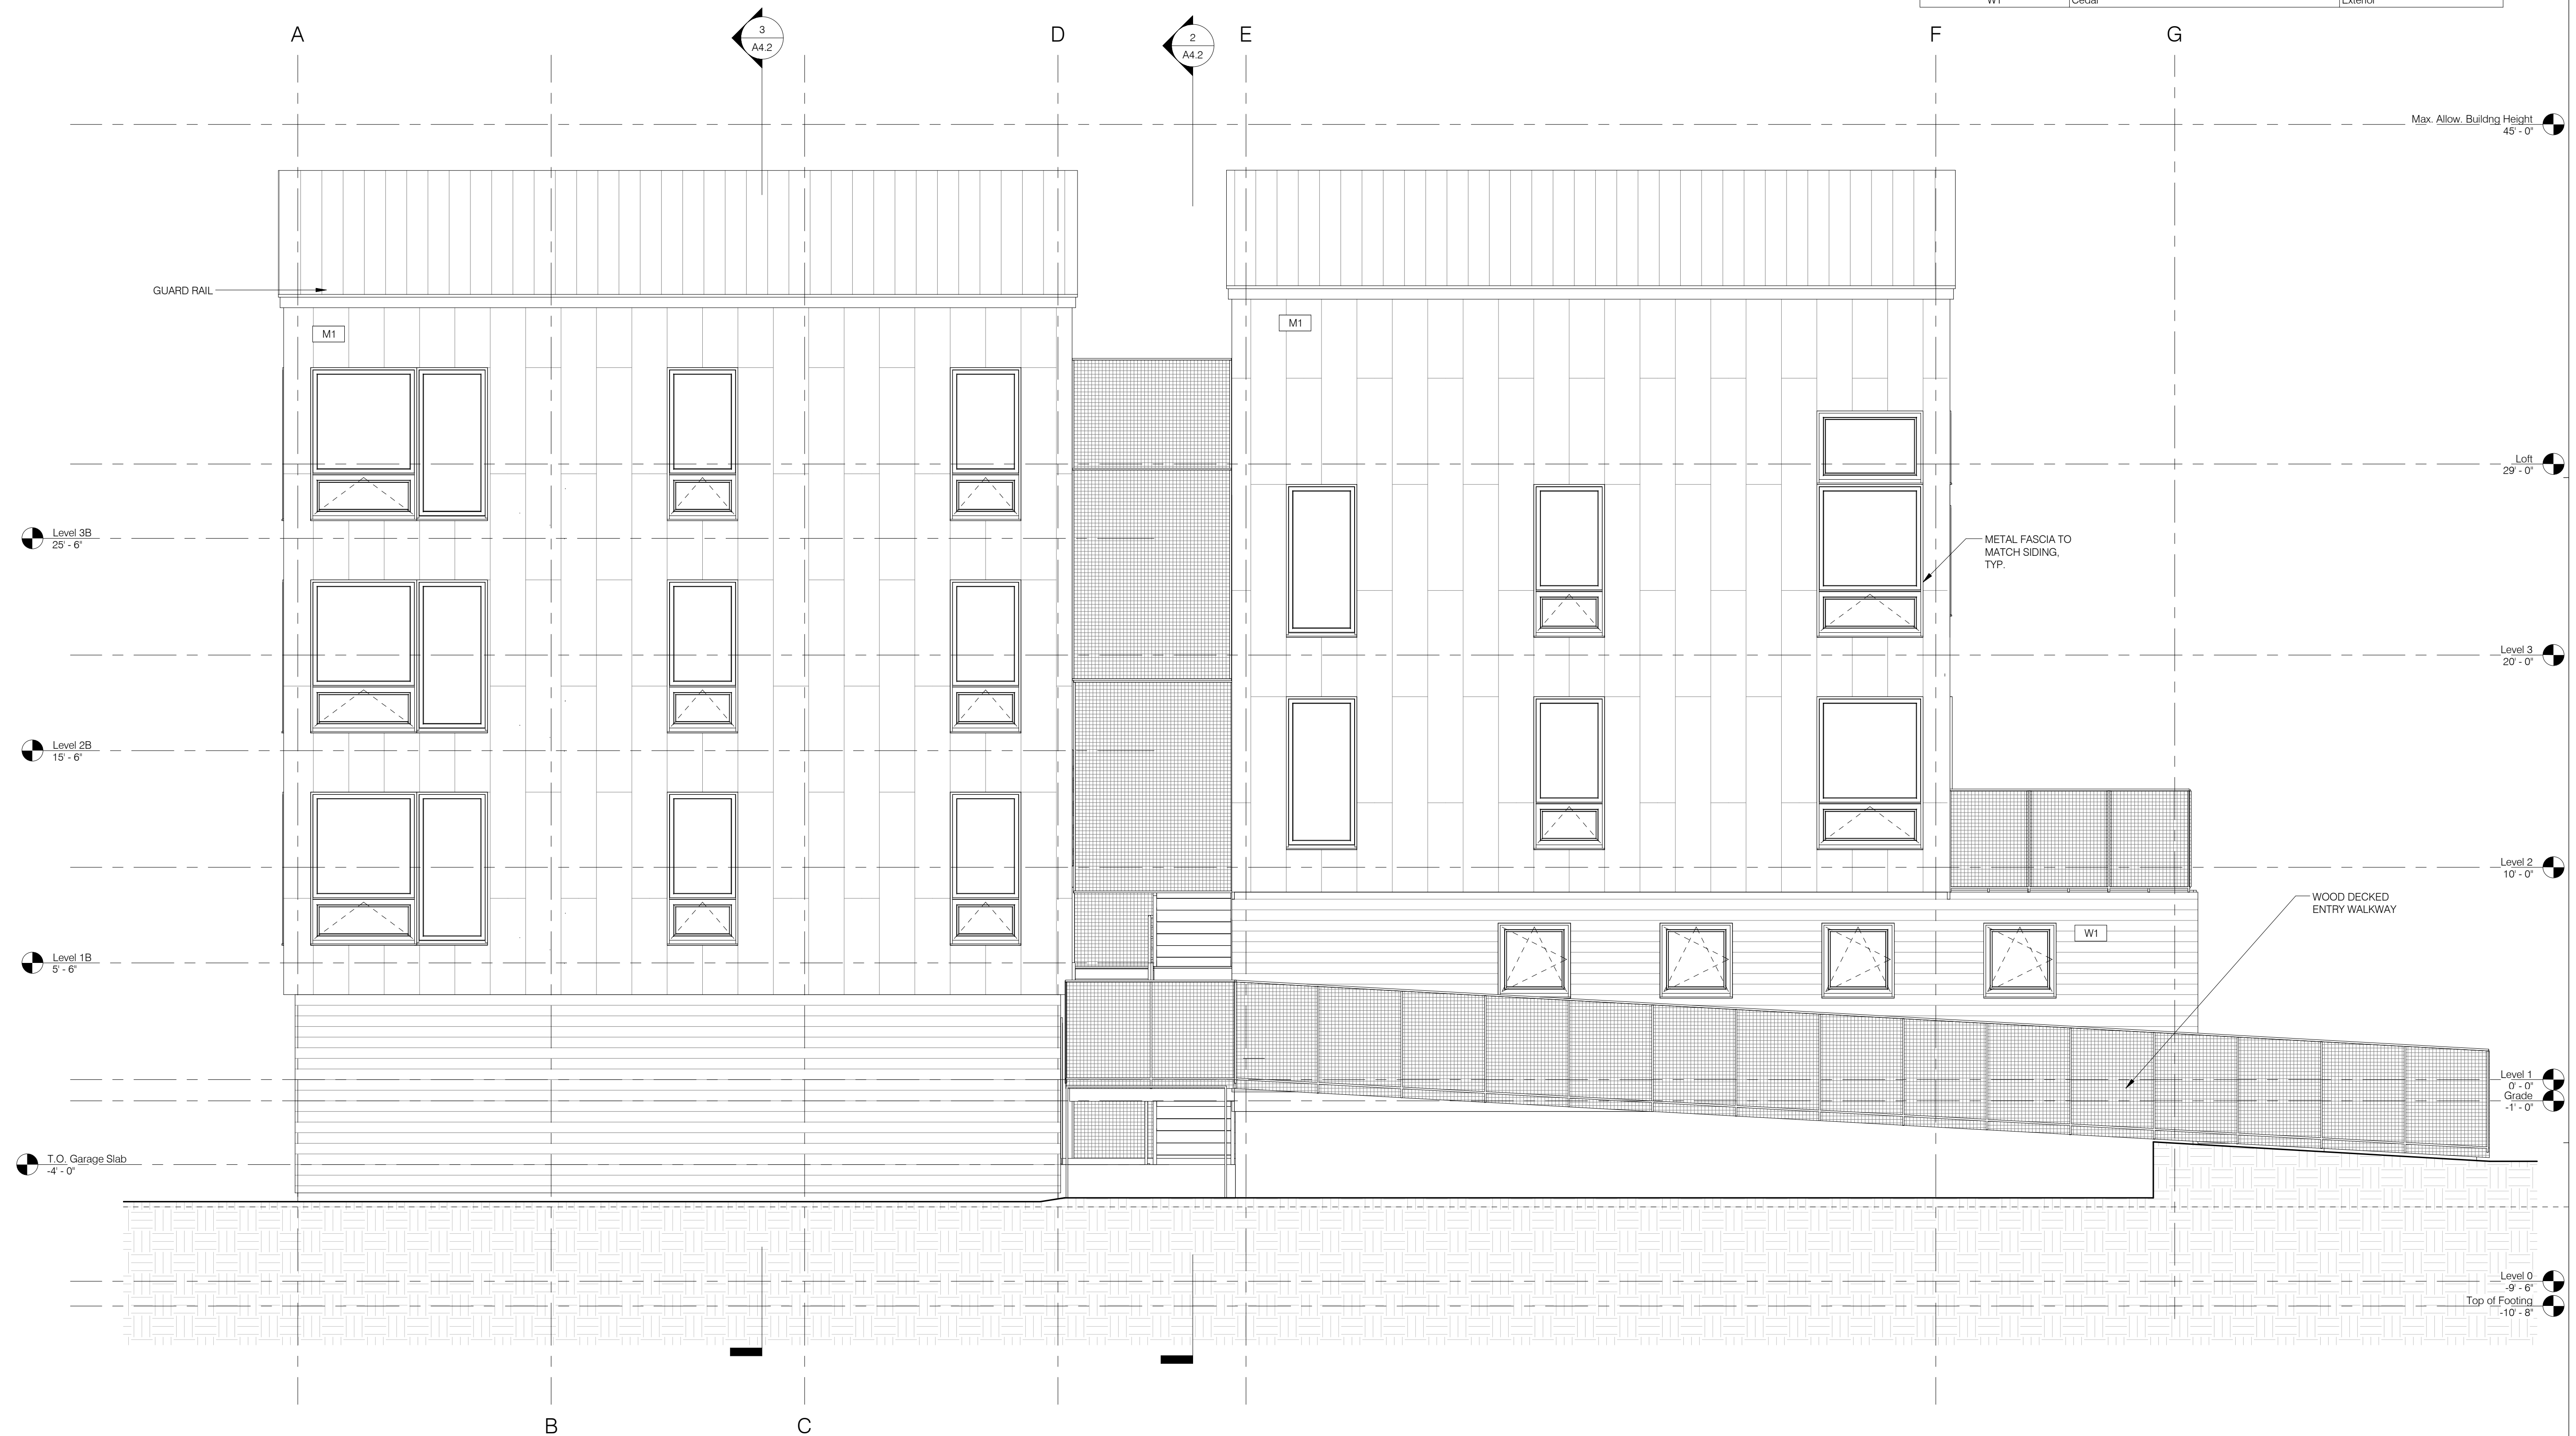 W1 Cedar Exterior
A
3
A4.2
D
2
A4.2
E
F
G
Max. Allow. Buildng Height
45' - 0"
GUARD RAIL
M1
M1
Loft
29' - 0"
Level 3B
25' - 6"
METAL FASCIA TO
MATCH SIDING,
TYP.
Level 3
20' - 0"
Level 2B
15' - 6"
Level 2
10' - 0"
WOOD DECKED
ENTRY WALKWAY
W1
Level 1B
5' - 6"
Level 1
0' - 0"
Grade
-1' - 0"
T.O. Garage Slab
-4' - 0"
Level 0
-9' - 6"
Top of Footing
-10' - 8"
B
C